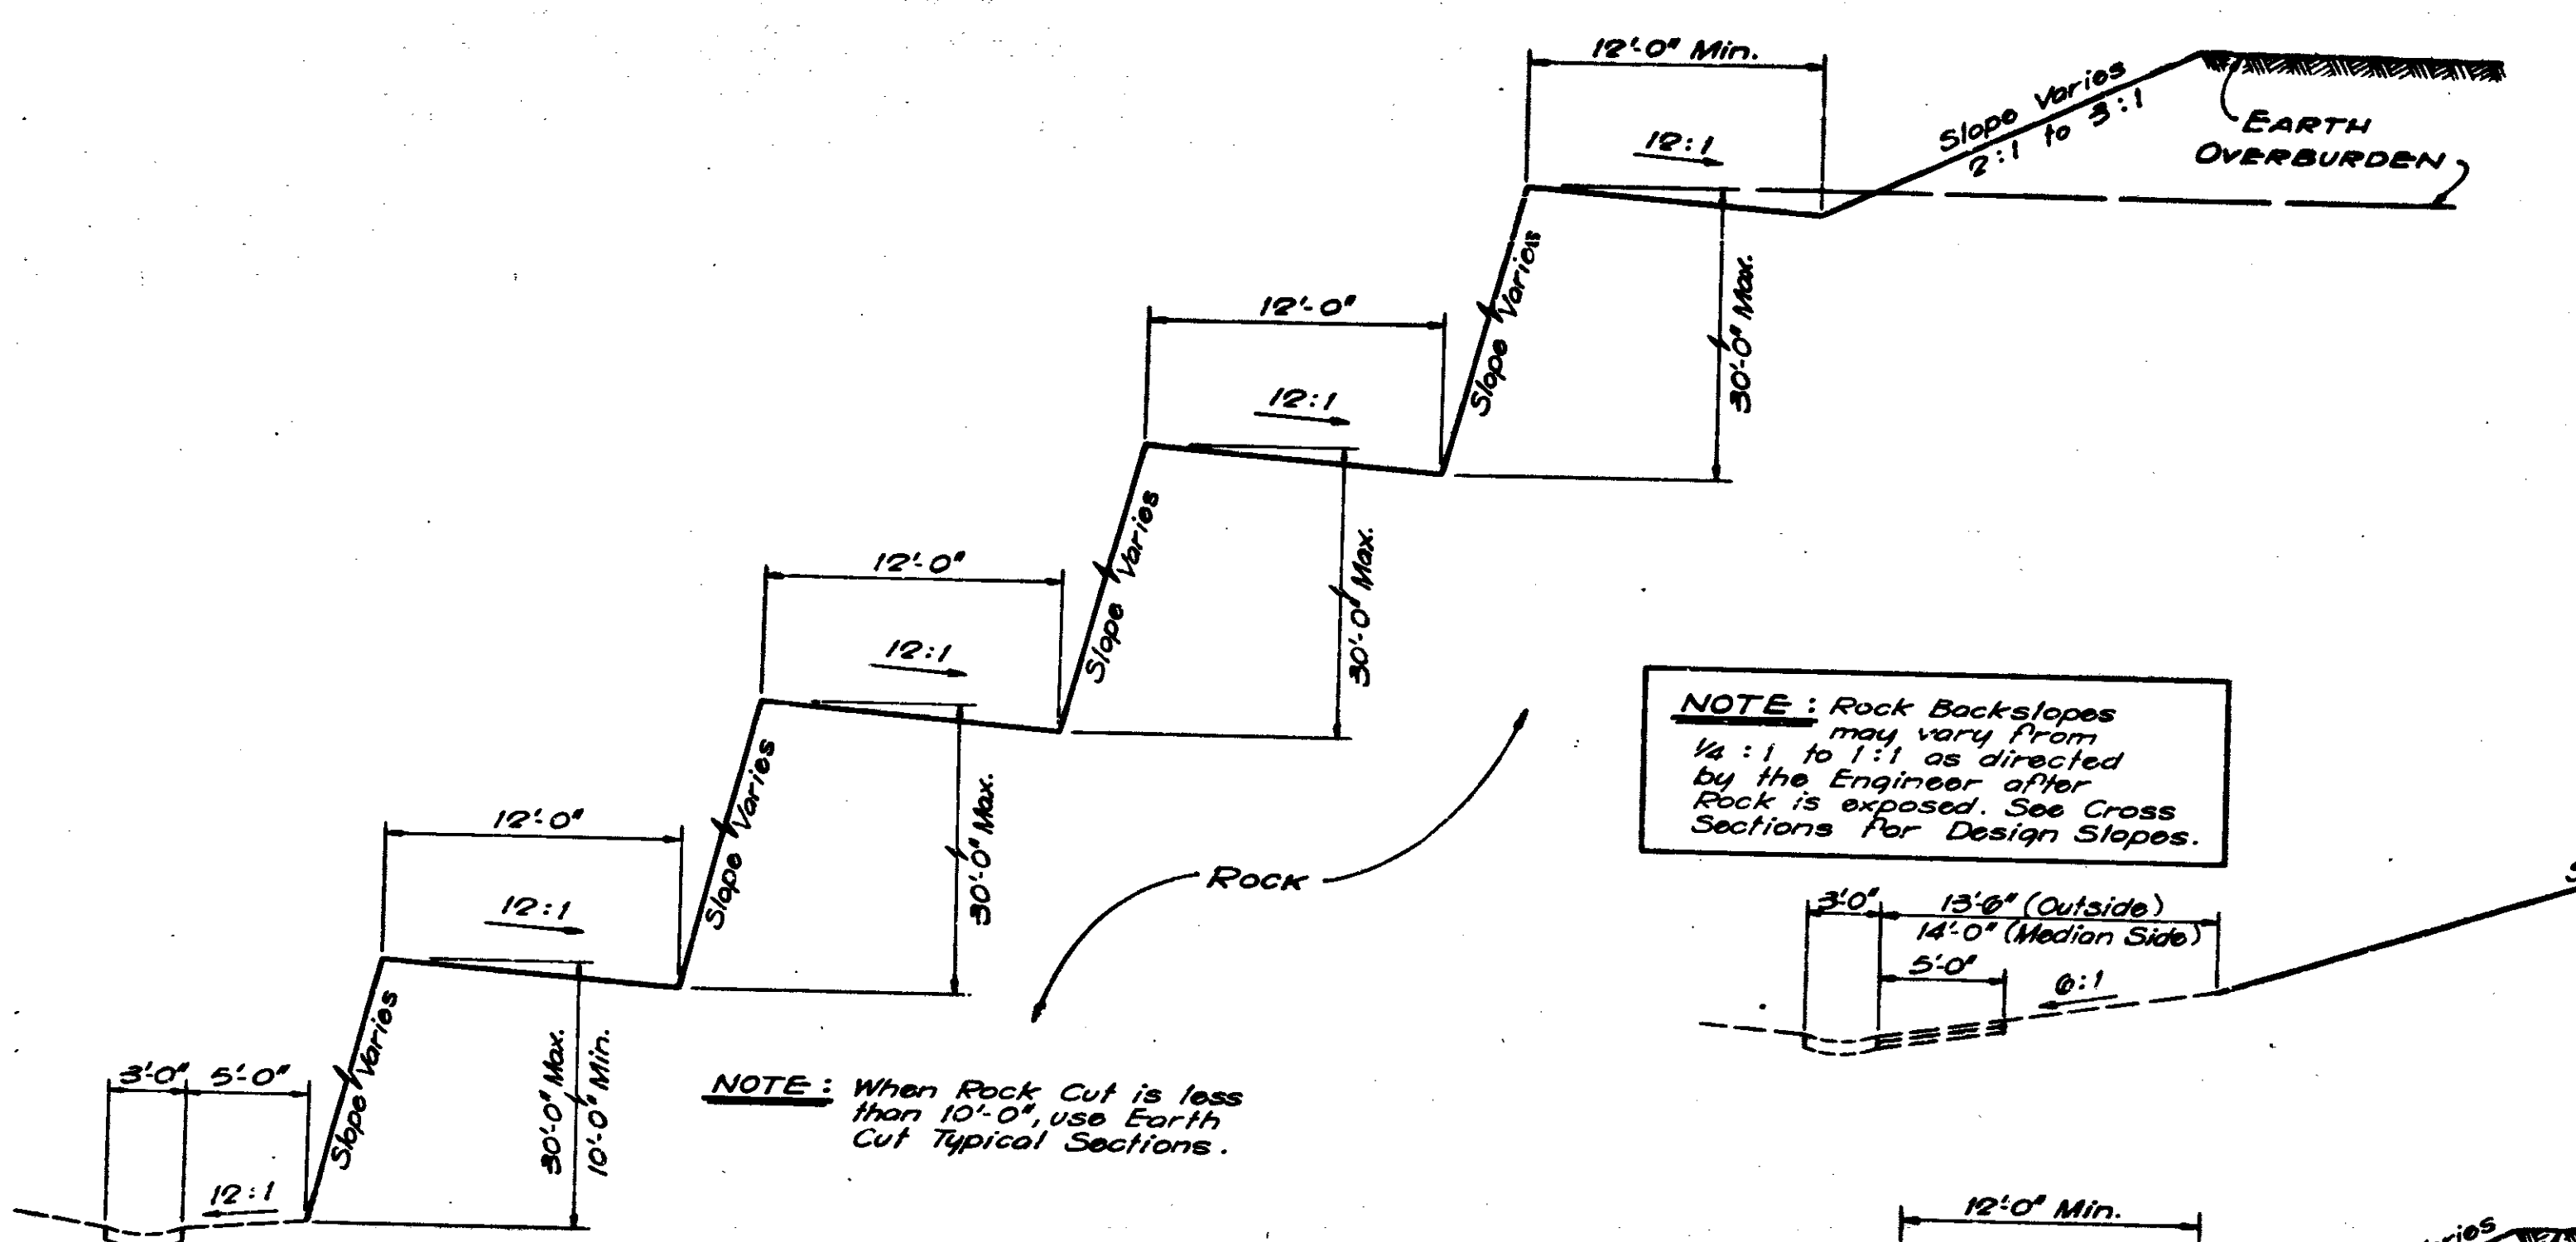 12'-0" Min.
Slope Varies
2:1 to 3:1
EARTH
OVERBURDEN
12:1
Slope Varies
30'-0" Max.
12'-0"
12:1
Slope Varies
30'-0" Max.
12'-0"
12:1
Slope Varies
30'-0" Max.
12'-0"
12:1
Slope Varies
30'-0" Max.
10'-0" Min.
3'-0"
5'-0"
12:1
ROCK
NOTE: Rock Backslopes
may vary from
1/4 : 1 to 1:1 as directed
by the Engineer after
Rock is exposed. See Cross
Sections for Design Slopes.
NOTE: When Rock Cut is less
than 10'-0", use Earth
Cut Typical Sections.
3'-0"
13'-6" (Outside)
14'-0" (Median Side)
5'-0"
6:1
12'-0" Min.